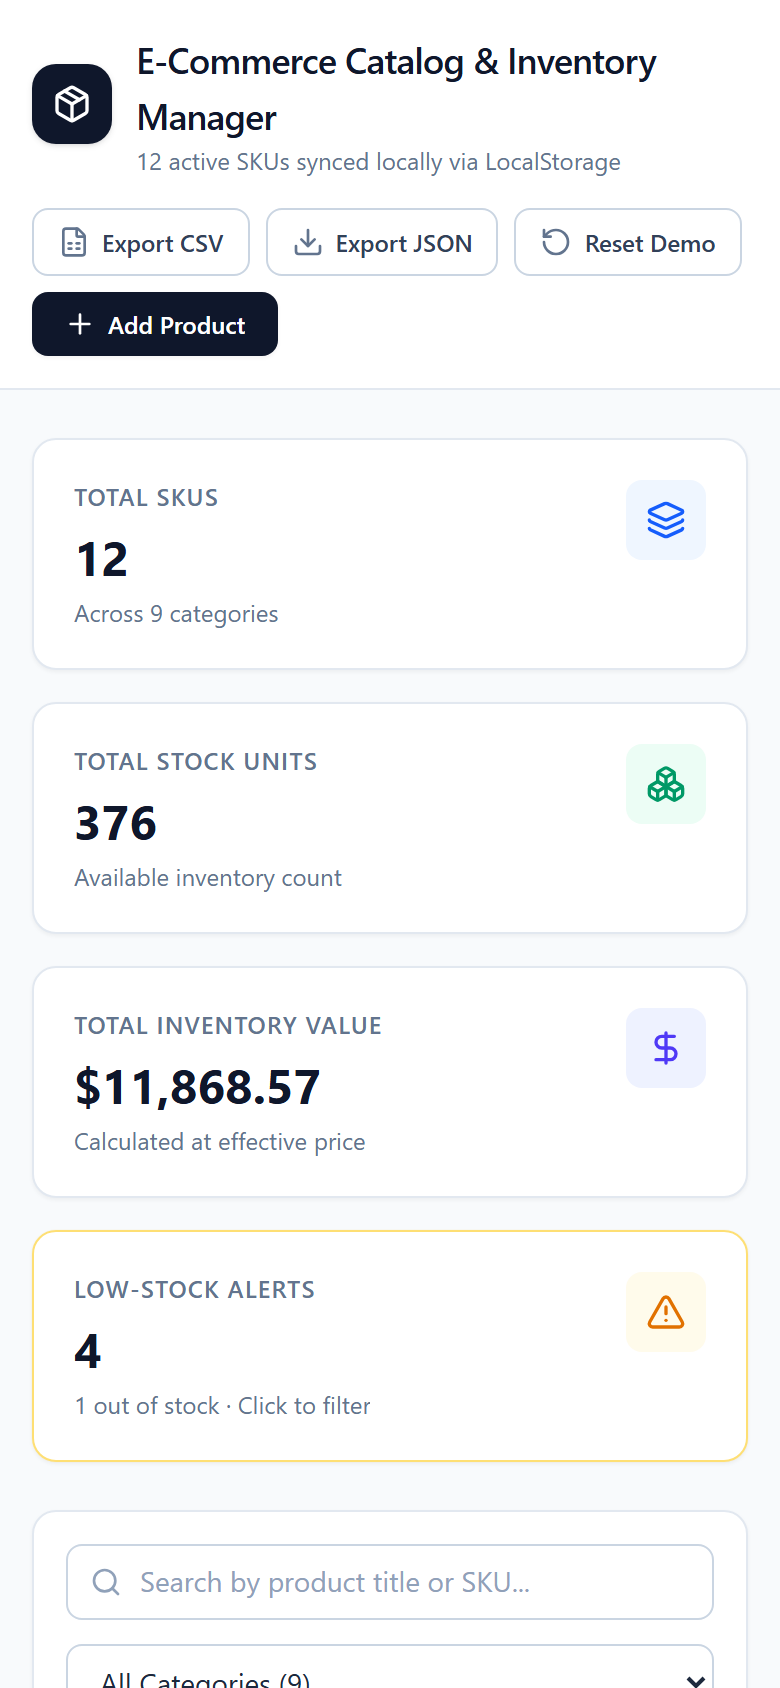 E-Commerce Catalog & Inventory
Manager
12 active SKUs synced locally via LocalStorage
Export CSV
Export JSON
Reset Demo
Add Product
TOTAL SKUS
12
Across 9 categories
TOTAL STOCK UNITS
376
Available inventory count
TOTAL INVENTORY VALUE
$11,868.57
Calculated at effective price
LOW-STOCK ALERTS
4
1 out of stock · Click to filter
Search by product title or SKU...
All Categories (9)